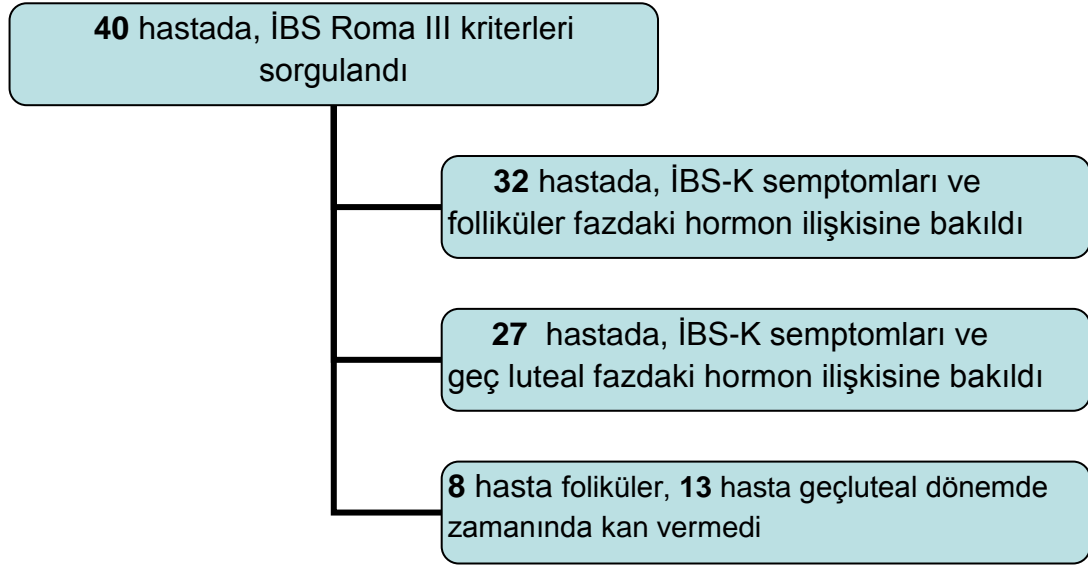 40 hastada, İBS Roma III kriterleri
sorgulandı
32 hastada, İBS-K semptomları ve
folliküler fazdaki hormon ilişkisine bakıldı
27 hastada, İBS-K semptomları ve
geç luteal fazdaki hormon ilişkisine bakıldı
8 hasta foliküler, 13 hasta geçluteal dönemde
zamanında kan vermedi